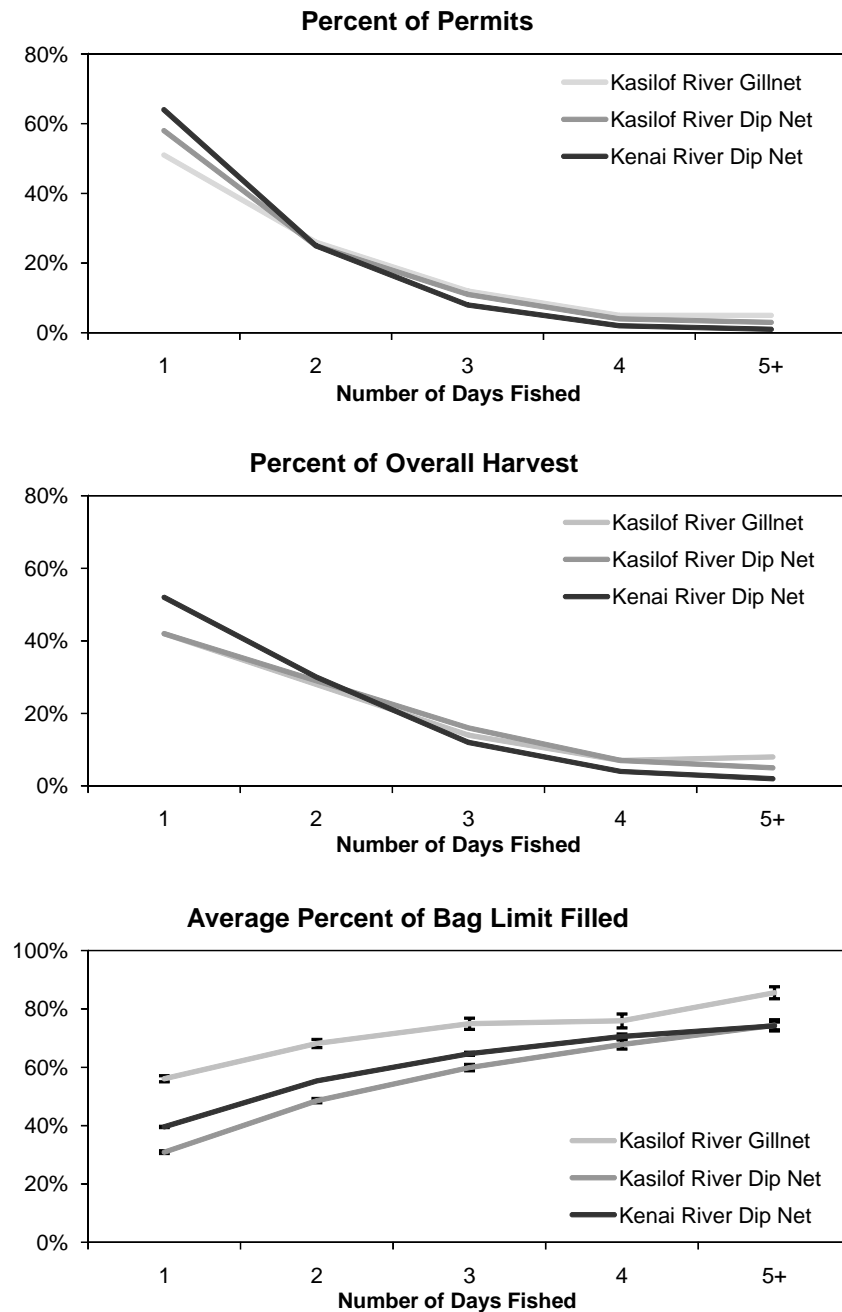 Percent of Permits
80%
60%
40%
20%
0%
Kasilof River Gillnet
Kasilof River Dip Net
Kenai River Dip Net
1 2 3 4 5+
Number of Days Fished
Percent of Overall Harvest
80%
60%
40%
20%
0%
Kasilof River Gillnet
Kasilof River Dip Net
Kenai River Dip Net
1 2 3 4 5+
Number of Days Fished
Average Percent of Bag Limit Filled
100%
80%
60%
40%
20%
0%
Kasilof River Gillnet
Kasilof River Dip Net
Kenai River Dip Net
1 2 3 4 5+
Number of Days Fished